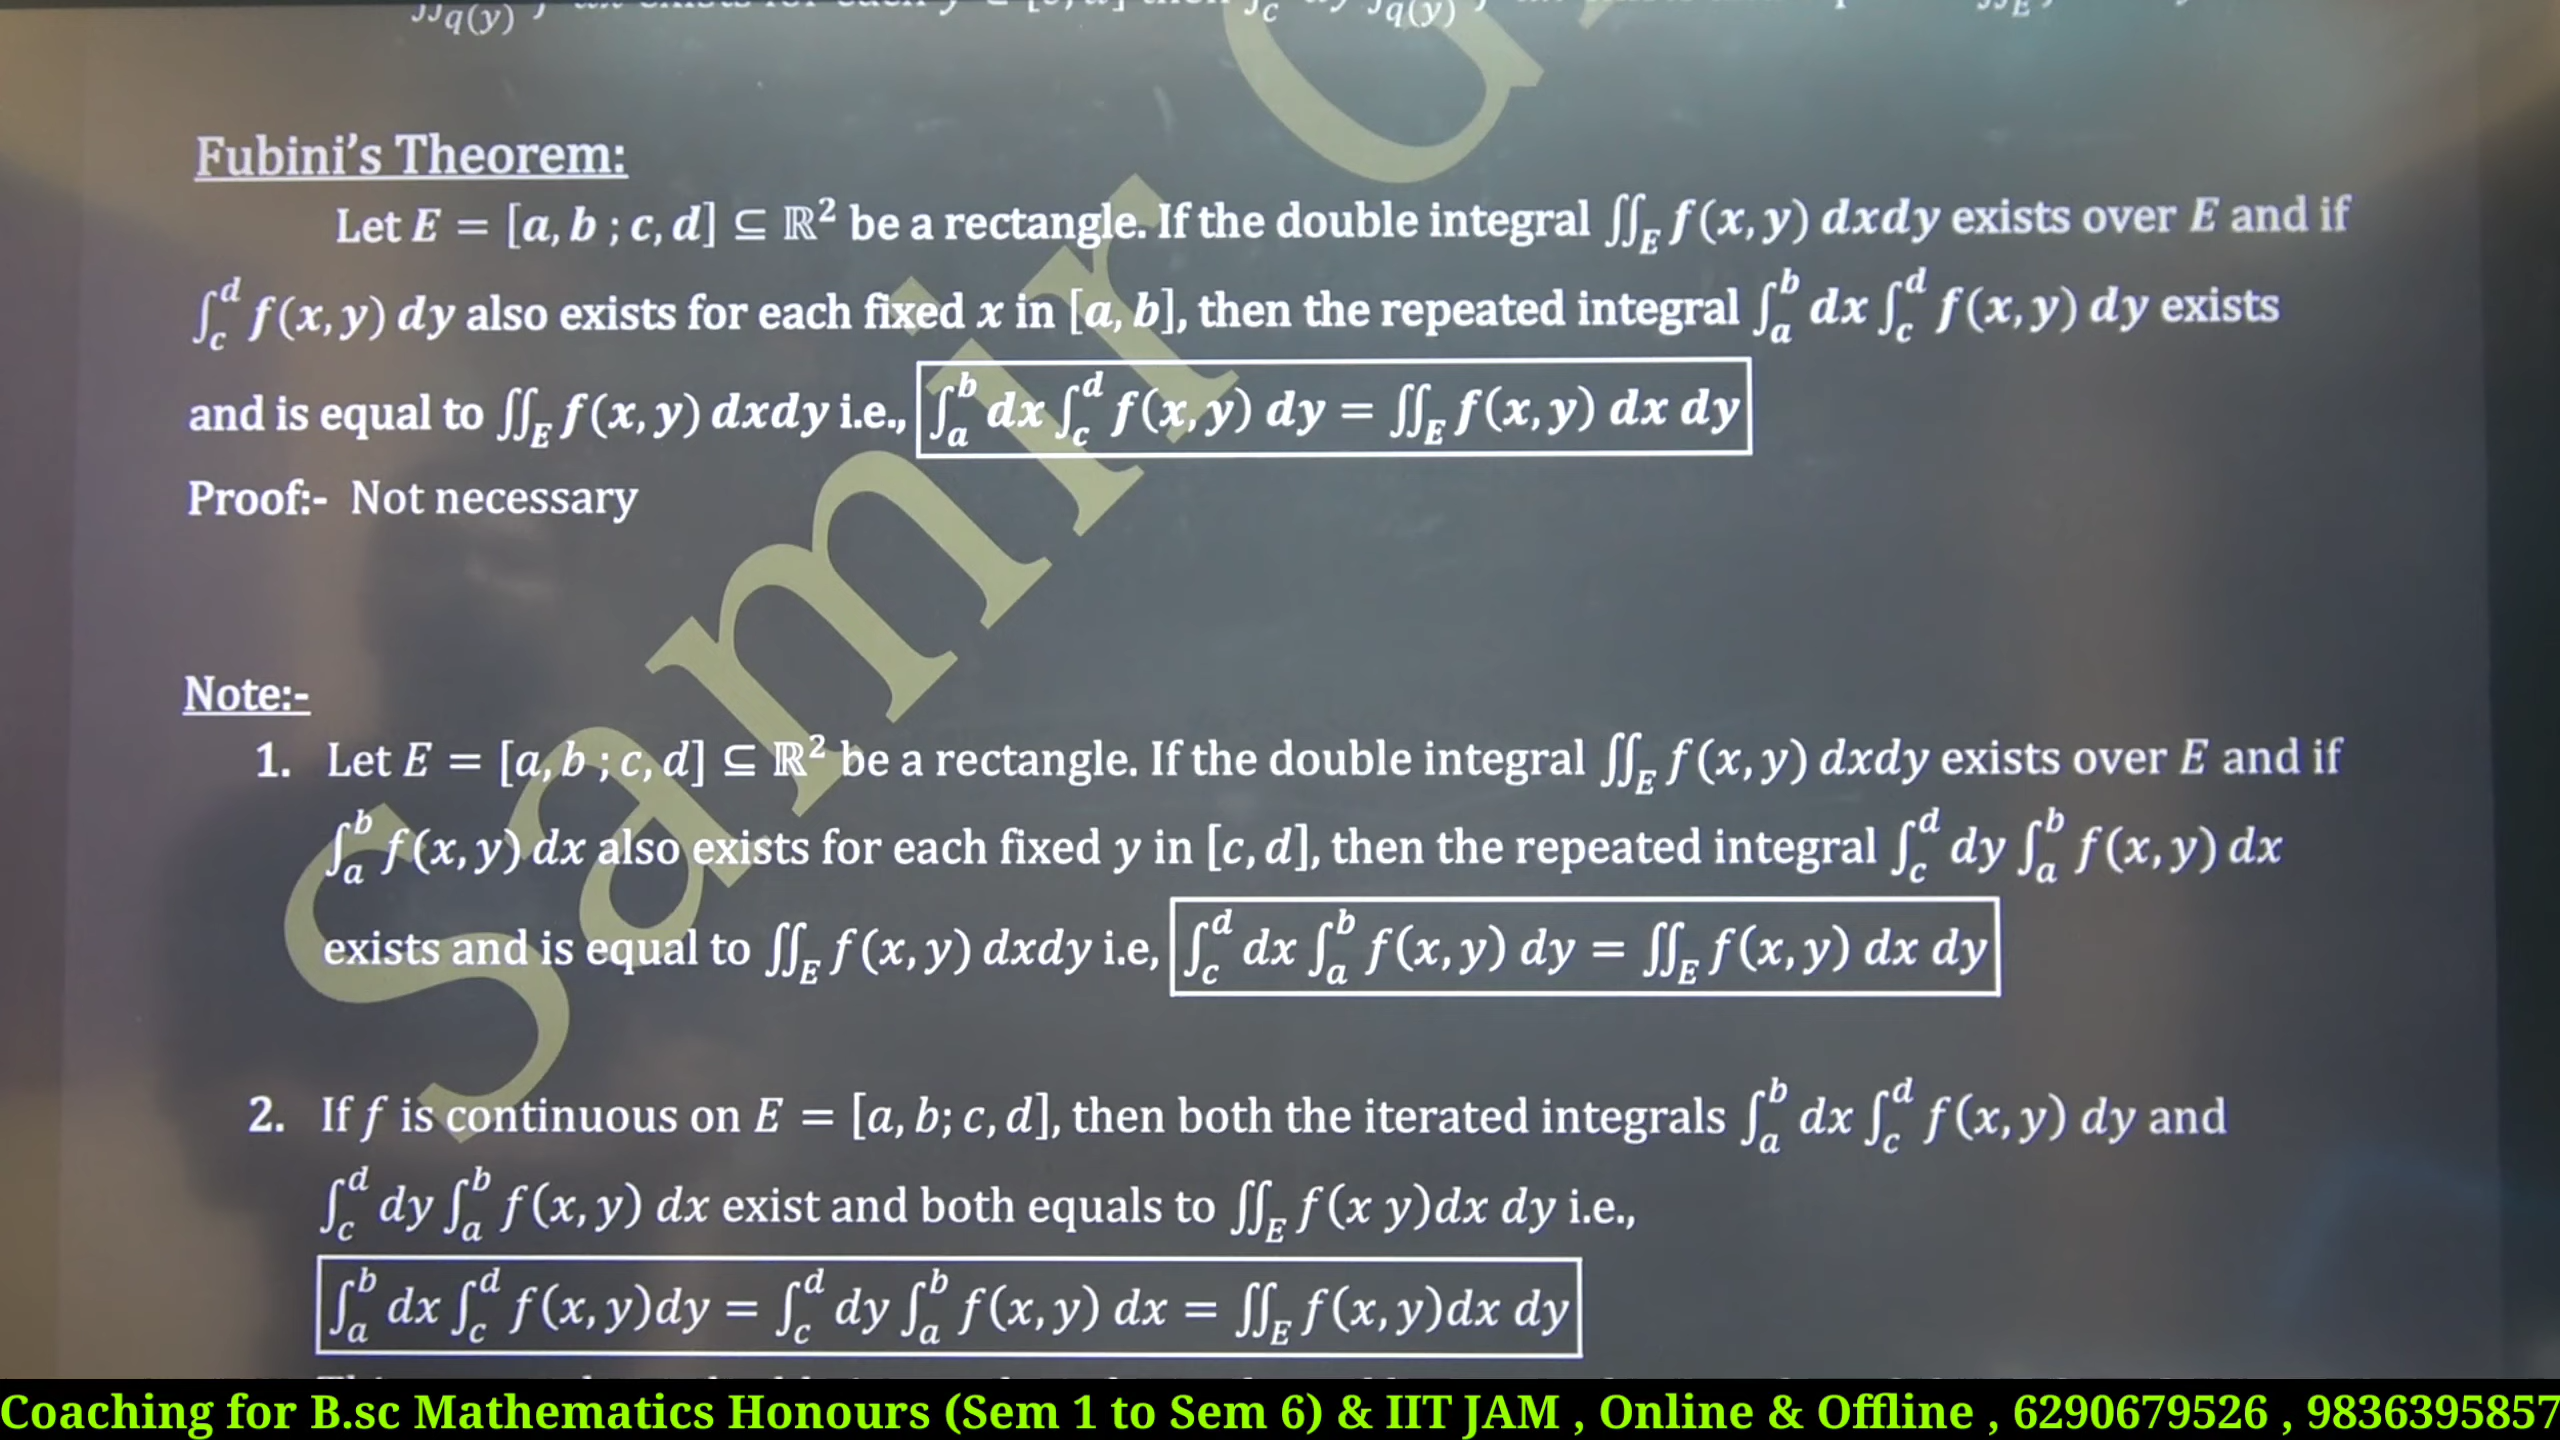 Fubini's Theorem:
Let E = [a, b ; c, d] ⊆ ℝ² be a rectangle. If the double integral ∬_E f(x, y) dxdy exists over E and if
∫_c^d f(x, y) dy also exists for each fixed x in [a, b], then the repeated integral ∫_a^b dx ∫_c^d f(x, y) dy exists
and is equal to ∬_E f(x, y) dxdy i.e., ∫_a^b dx ∫_c^d f(x, y) dy = ∬_E f(x, y) dx dy
Proof:- Not necessary
Note:-
1. Let E = [a, b ; c, d] ⊆ ℝ² be a rectangle. If the double integral ∬_E f(x, y) dxdy exists over E and if
∫_a^b f(x, y) dx also exists for each fixed y in [c, d], then the repeated integral ∫_c^d dy ∫_a^b f(x, y) dx
exists and is equal to ∬_E f(x, y) dxdy i.e, ∫_c^d dx ∫_a^b f(x, y) dy = ∬_E f(x, y) dx dy
2. If f is continuous on E = [a, b; c, d], then both the iterated integrals ∫_a^b dx ∫_c^d f(x, y) dy and
∫_c^d dy ∫_a^b f(x, y) dx exist and both equals to ∬_E f(x y)dx dy i.e.,
∫_a^b dx ∫_c^d f(x, y)dy = ∫_c^d dy ∫_a^b f(x, y) dx = ∬_E f(x, y)dx dy
Samir
Coaching for B.sc Mathematics Honours (Sem 1 to Sem 6) & IIT JAM , Online & Offline , 6290679526 , 9836395857